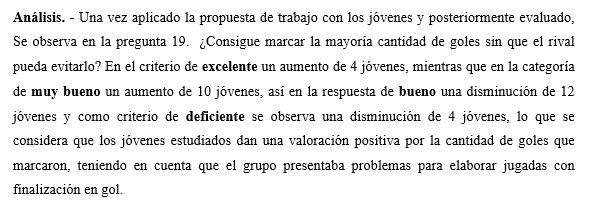 Análisis. - Una vez aplicado la propuesta de trabajo con los jóvenes y posteriormente evaluado,
Se observa en la pregunta 19. ¿Consigue marcar la mayoría cantidad de goles sin que el rival
pueda evitarlo? En el criterio de excelente un aumento de 4 jóvenes, mientras que en la categoría
de muy bueno un aumento de 10 jóvenes, así en la respuesta de bueno una disminución de 12
jóvenes y como criterio de deficiente se observa una disminución de 4 jóvenes, lo que se
considera que los jóvenes estudiados dan una valoración positiva por la cantidad de goles que
marcaron, teniendo en cuenta que el grupo presentaba problemas para elaborar jugadas con
finalización en gol.